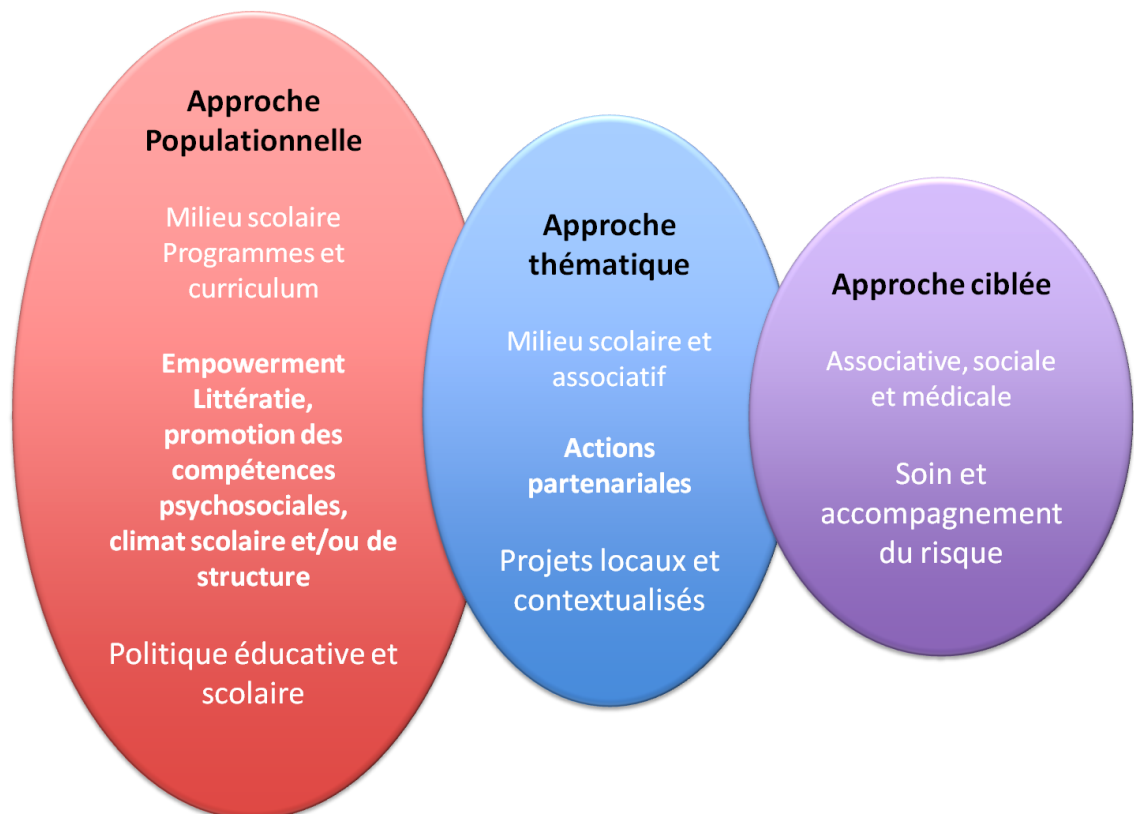 Approche
Populationnelle
Milieu scolaire
Programmes et
curriculum
Empowerment
Littératie,
promotion des
compétences
psychosociales,
climat scolaire et/ou de
structure
Politique éducative et
scolaire
Approche
thématique
Milieu scolaire et
associatif
Actions
partenariales
Projets locaux et
contextualisés
Approche ciblée
Associative, sociale
et médicale
Soin et
accompagnement
du risque